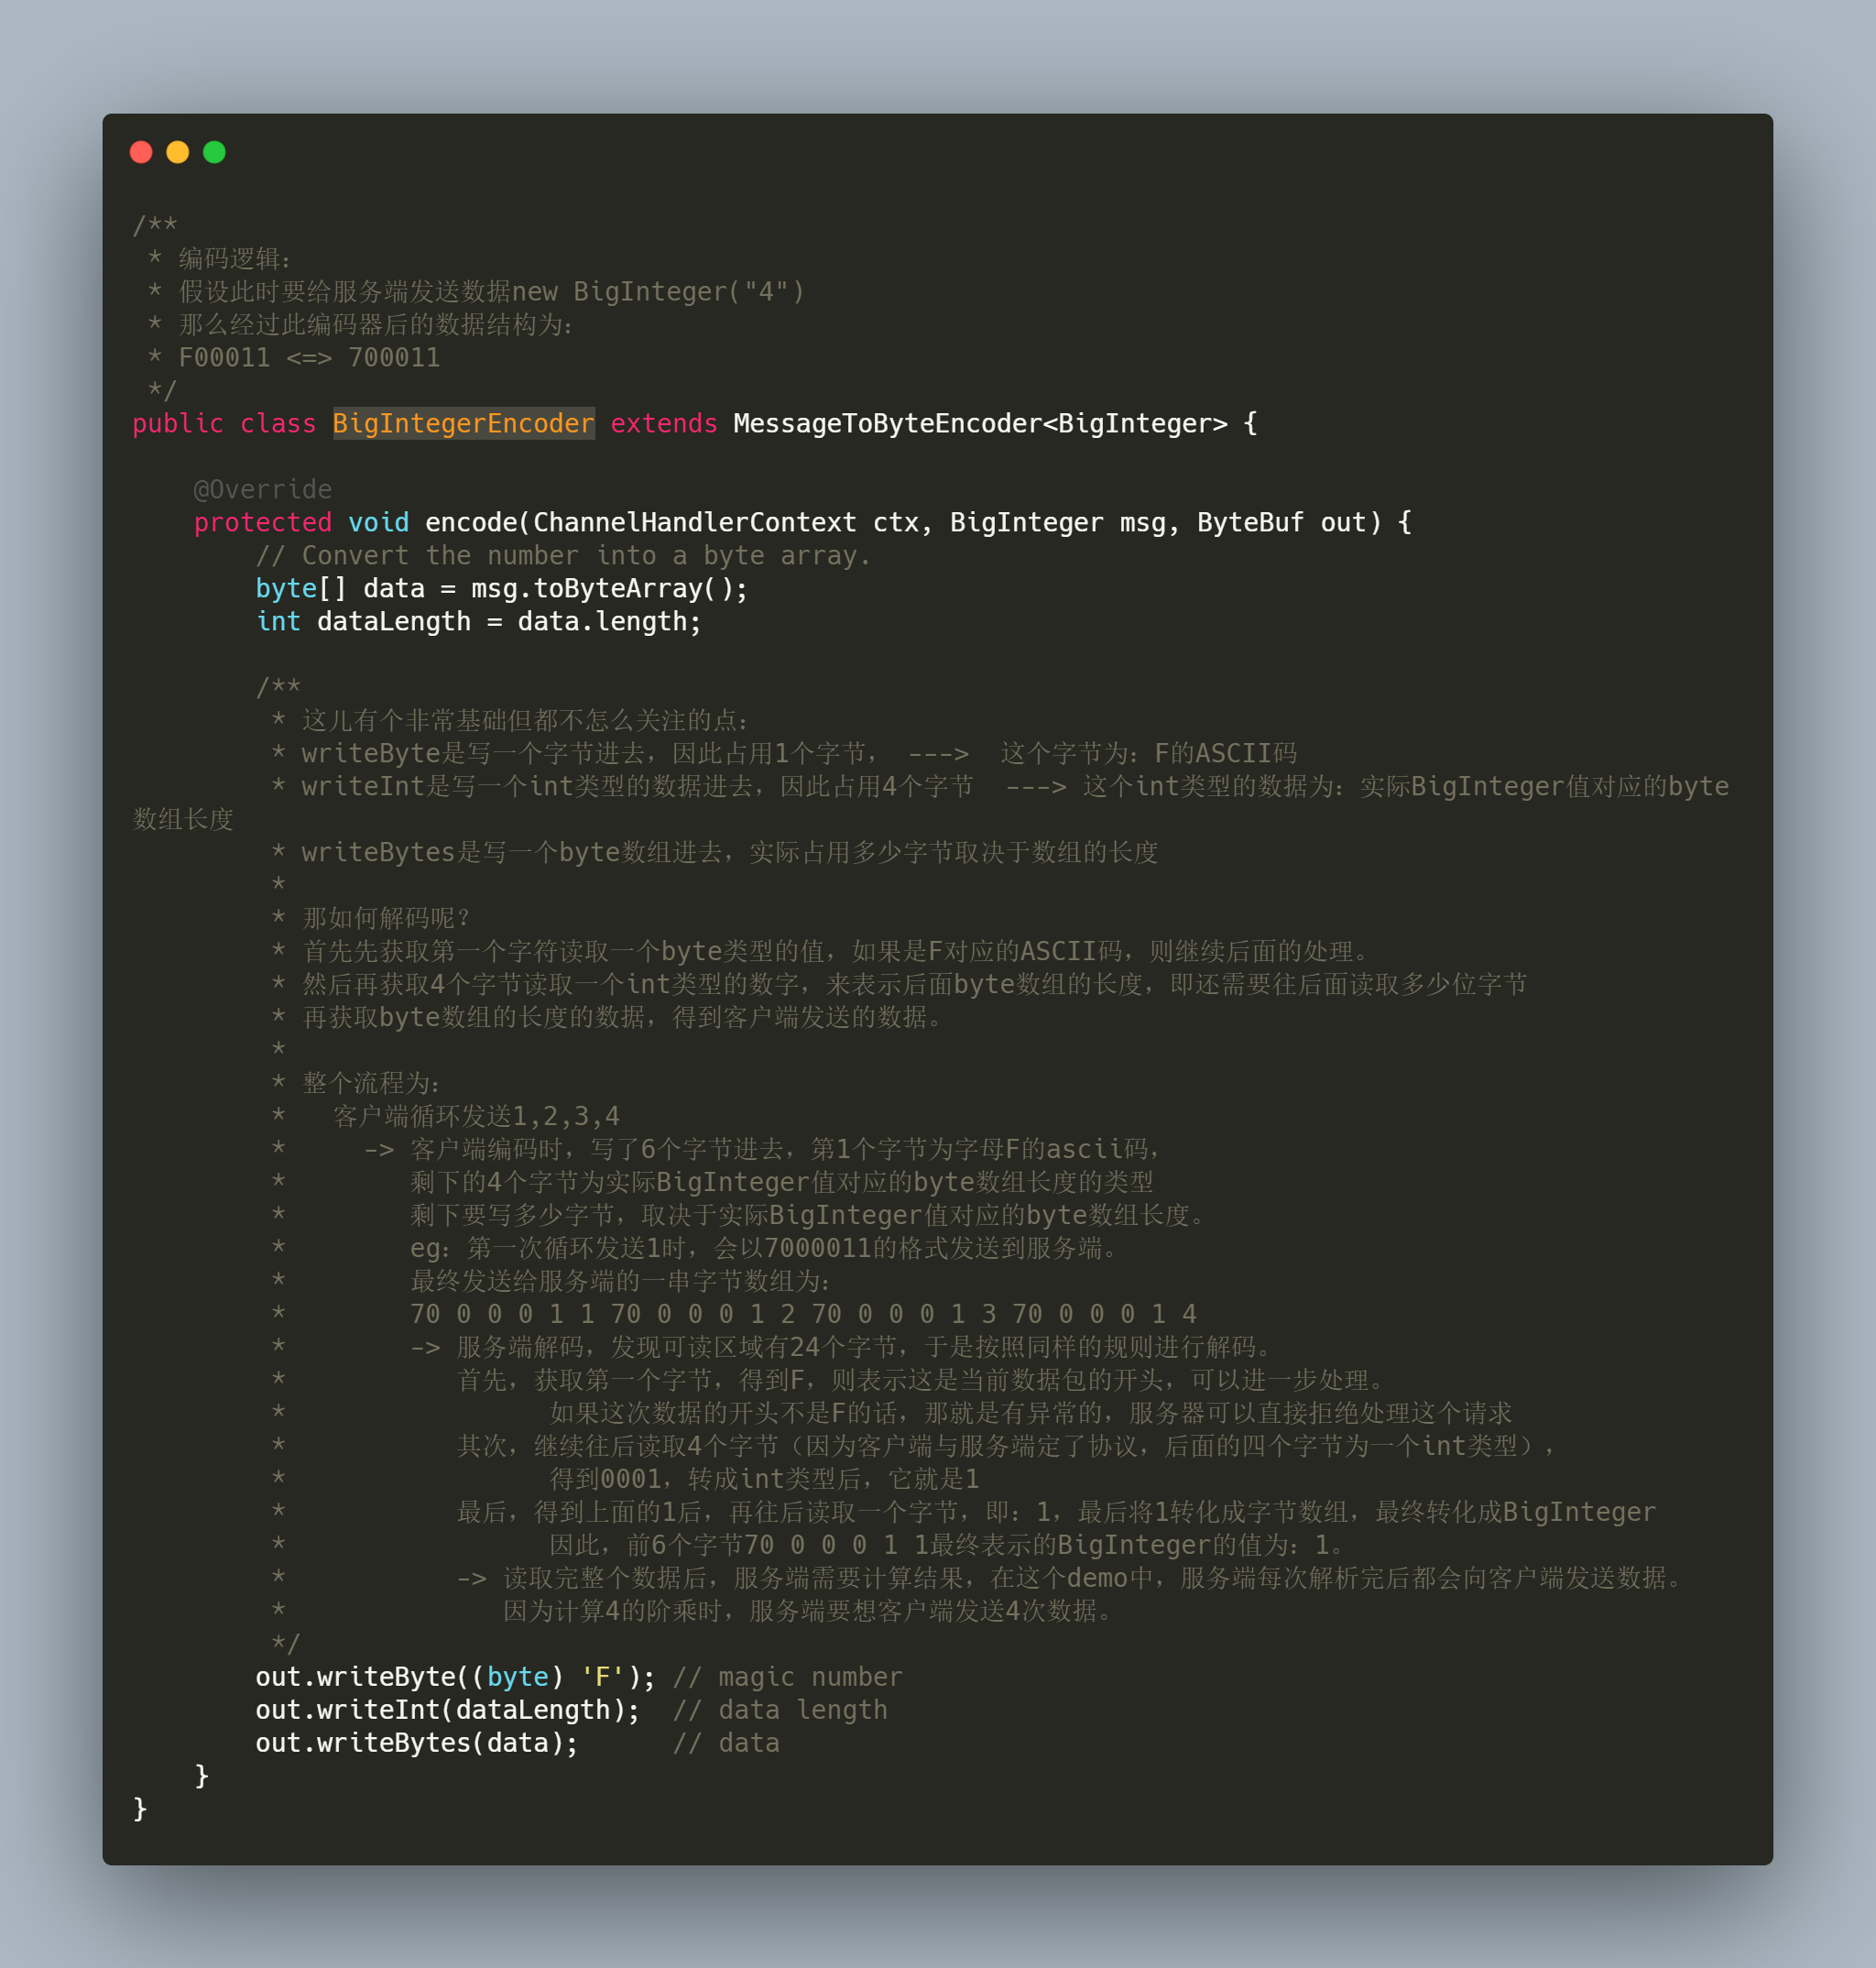 /**
 * 编码逻辑：
 * 假设此时要给服务端发送数据new BigInteger("4")
 * 那么经过此编码器后的数据结构为：
 * F00011 <=> 700011
 */
public class BigIntegerEncoder extends MessageToByteEncoder<BigInteger> {
    @Override
    protected void encode(ChannelHandlerContext ctx, BigInteger msg, ByteBuf out) {
        // Convert the number into a byte array.
        byte[] data = msg.toByteArray();
        int dataLength = data.length;
        /**
         * 这儿有个非常基础但都不怎么关注的点：
         * writeByte是写一个字节进去，因此占用1个字节， --->  这个字节为：F的ASCII码
         * writeInt是写一个int类型的数据进去，因此占用4个字节  ---> 这个int类型的数据为：实际BigInteger值对应的byte
数组长度
         * writeBytes是写一个byte数组进去，实际占用多少字节取决于数组的长度
         *
         * 那如何解码呢？
         * 首先先获取第一个字符读取一个byte类型的值，如果是F对应的ASCII码，则继续后面的处理。
         * 然后再获取4个字节读取一个int类型的数字，来表示后面byte数组的长度，即还需要往后面读取多少位字节
         * 再获取byte数组的长度的数据，得到客户端发送的数据。
         *
         * 整个流程为：
         *   客户端循环发送1,2,3,4
         *     -> 客户端编码时，写了6个字节进去，第1个字节为字母F的ascii码，
         *        剩下的4个字节为实际BigInteger值对应的byte数组长度的类型
         *        剩下要写多少字节，取决于实际BigInteger值对应的byte数组长度。
         *        eg：第一次循环发送1时，会以7000011的格式发送到服务端。
         *        最终发送给服务端的一串字节数组为：
         *        70 0 0 0 1 1 70 0 0 0 1 2 70 0 0 0 1 3 70 0 0 0 1 4
         *        -> 服务端解码，发现可读区域有24个字节，于是按照同样的规则进行解码。
         *           首先，获取第一个字节，得到F，则表示这是当前数据包的开头，可以进一步处理。
         *                 如果这次数据的开头不是F的话，那就是有异常的，服务器可以直接拒绝处理这个请求
         *           其次，继续往后读取4个字节（因为客户端与服务端定了协议，后面的四个字节为一个int类型），
         *                 得到0001，转成int类型后，它就是1
         *           最后，得到上面的1后，再往后读取一个字节，即：1，最后将1转化成字节数组，最终转化成BigInteger
         *                 因此，前6个字节70 0 0 0 1 1最终表示的BigInteger的值为：1。
         *           -> 读取完整个数据后，服务端需要计算结果，在这个demo中，服务端每次解析完后都会向客户端发送数据。
         *              因为计算4的阶乘时，服务端要想客户端发送4次数据。
         */
        out.writeByte((byte) 'F'); // magic number
        out.writeInt(dataLength);  // data length
        out.writeBytes(data);      // data
    }
}